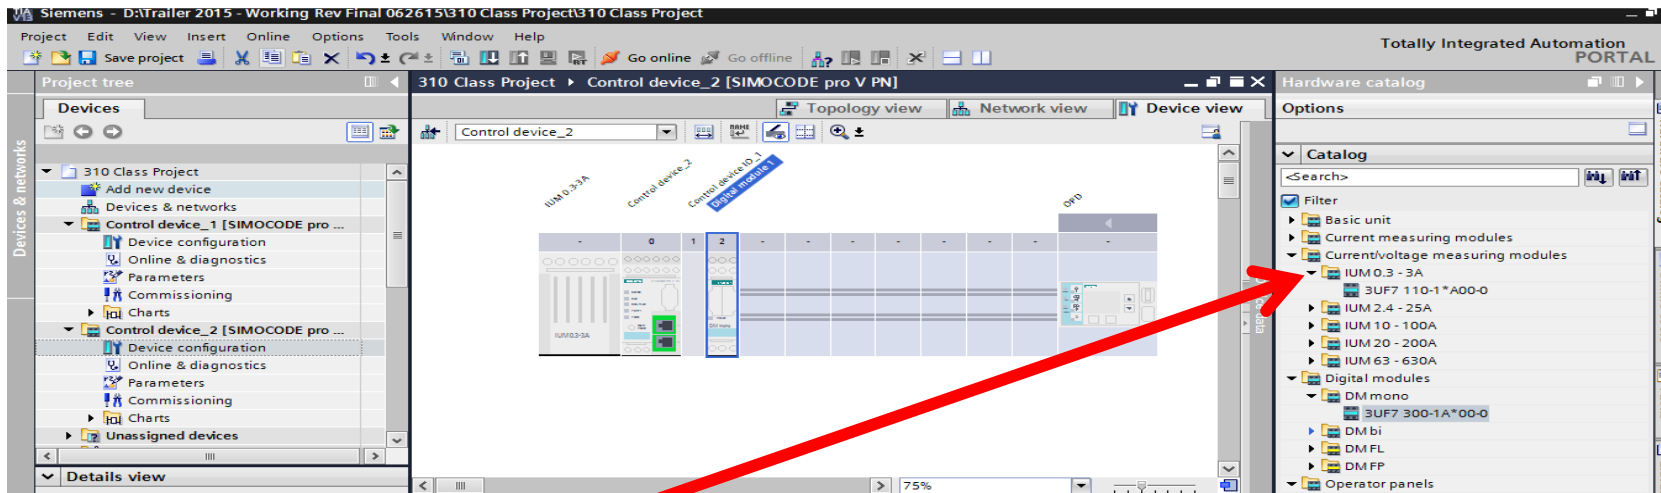 Siemens - D:\Trailer 2015 - Working Rev Final 062615\310 Class Project\310 Class Project
Project Edit View Insert Online Options Tools Window Help
Totally Integrated Automation
PORTAL
Save project
Go online
Go offline
Project tree
Devices
Devices & networks
310 Class Project
Add new device
Devices & networks
Control device_1 [SIMOCODE pro ...
Device configuration
Online & diagnostics
Parameters
Commissioning
Charts
Control device_2 [SIMOCODE pro ...
Device configuration
Online & diagnostics
Parameters
Commissioning
Charts
Unassigned devices
Details view
310 Class Project ▸ Control device_2 [SIMOCODE pro V PN]
Topology view
Network view
Device view
Control device_2
IUM 0.3-3A
Control device_2
Control device IO_1
Digital module 1
OPD
- 0 1 2 - - - - - - - -
IUM 0.3-3A
DM mono
75%
Hardware catalog
Options
Catalog
<Search>
Filter
Basic unit
Current measuring modules
Current/voltage measuring modules
IUM 0.3 - 3A
3UF7 110-1*A00-0
IUM 2.4 - 25A
IUM 10 - 100A
IUM 20 - 200A
IUM 63 - 630A
Digital modules
DM mono
3UF7 300-1A*00-0
DM bi
DM FL
DM FP
Operator panels